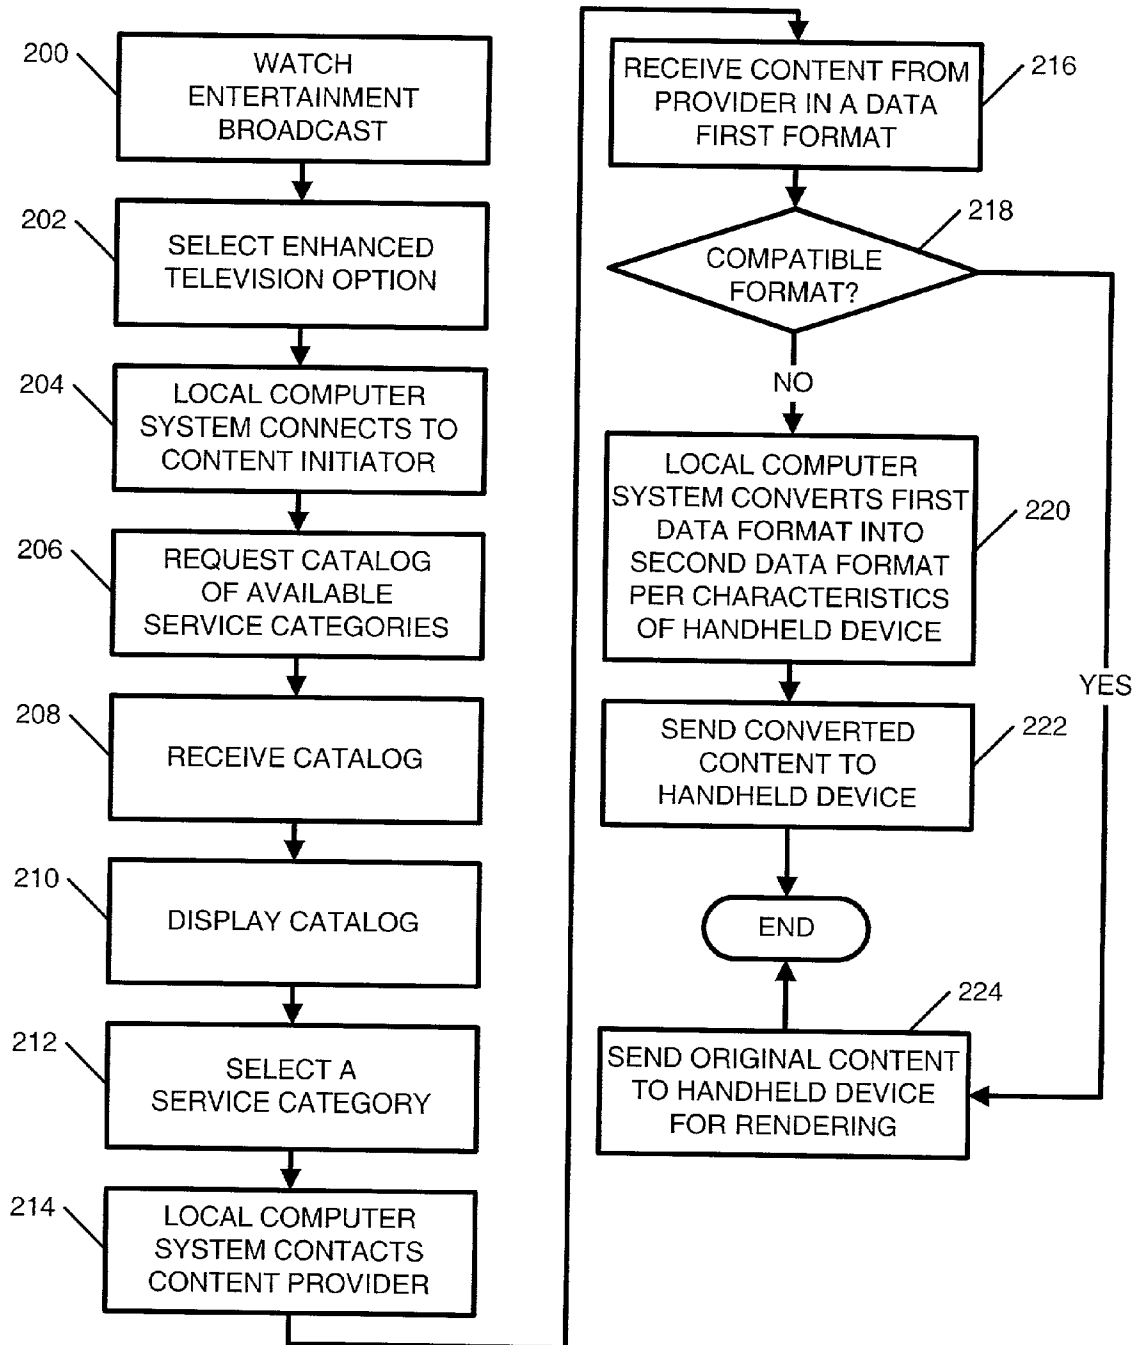 200
WATCH
ENTERTAINMENT
BROADCAST
202
SELECT ENHANCED
TELEVISION OPTION
204
LOCAL COMPUTER
SYSTEM CONNECTS TO
CONTENT INITIATOR
206
REQUEST CATALOG
OF AVAILABLE
SERVICE CATEGORIES
208
RECEIVE CATALOG
210
DISPLAY CATALOG
212
SELECT A
SERVICE CATEGORY
214
LOCAL COMPUTER
SYSTEM CONTACTS
CONTENT PROVIDER
216
RECEIVE CONTENT FROM
PROVIDER IN A DATA
FIRST FORMAT
218
COMPATIBLE
FORMAT?
NO
YES
220
LOCAL COMPUTER
SYSTEM CONVERTS FIRST
DATA FORMAT INTO
SECOND DATA FORMAT
PER CHARACTERISTICS
OF HANDHELD DEVICE
222
SEND CONVERTED
CONTENT TO
HANDHELD DEVICE
END
224
SEND ORIGINAL CONTENT
TO HANDHELD DEVICE
FOR RENDERING